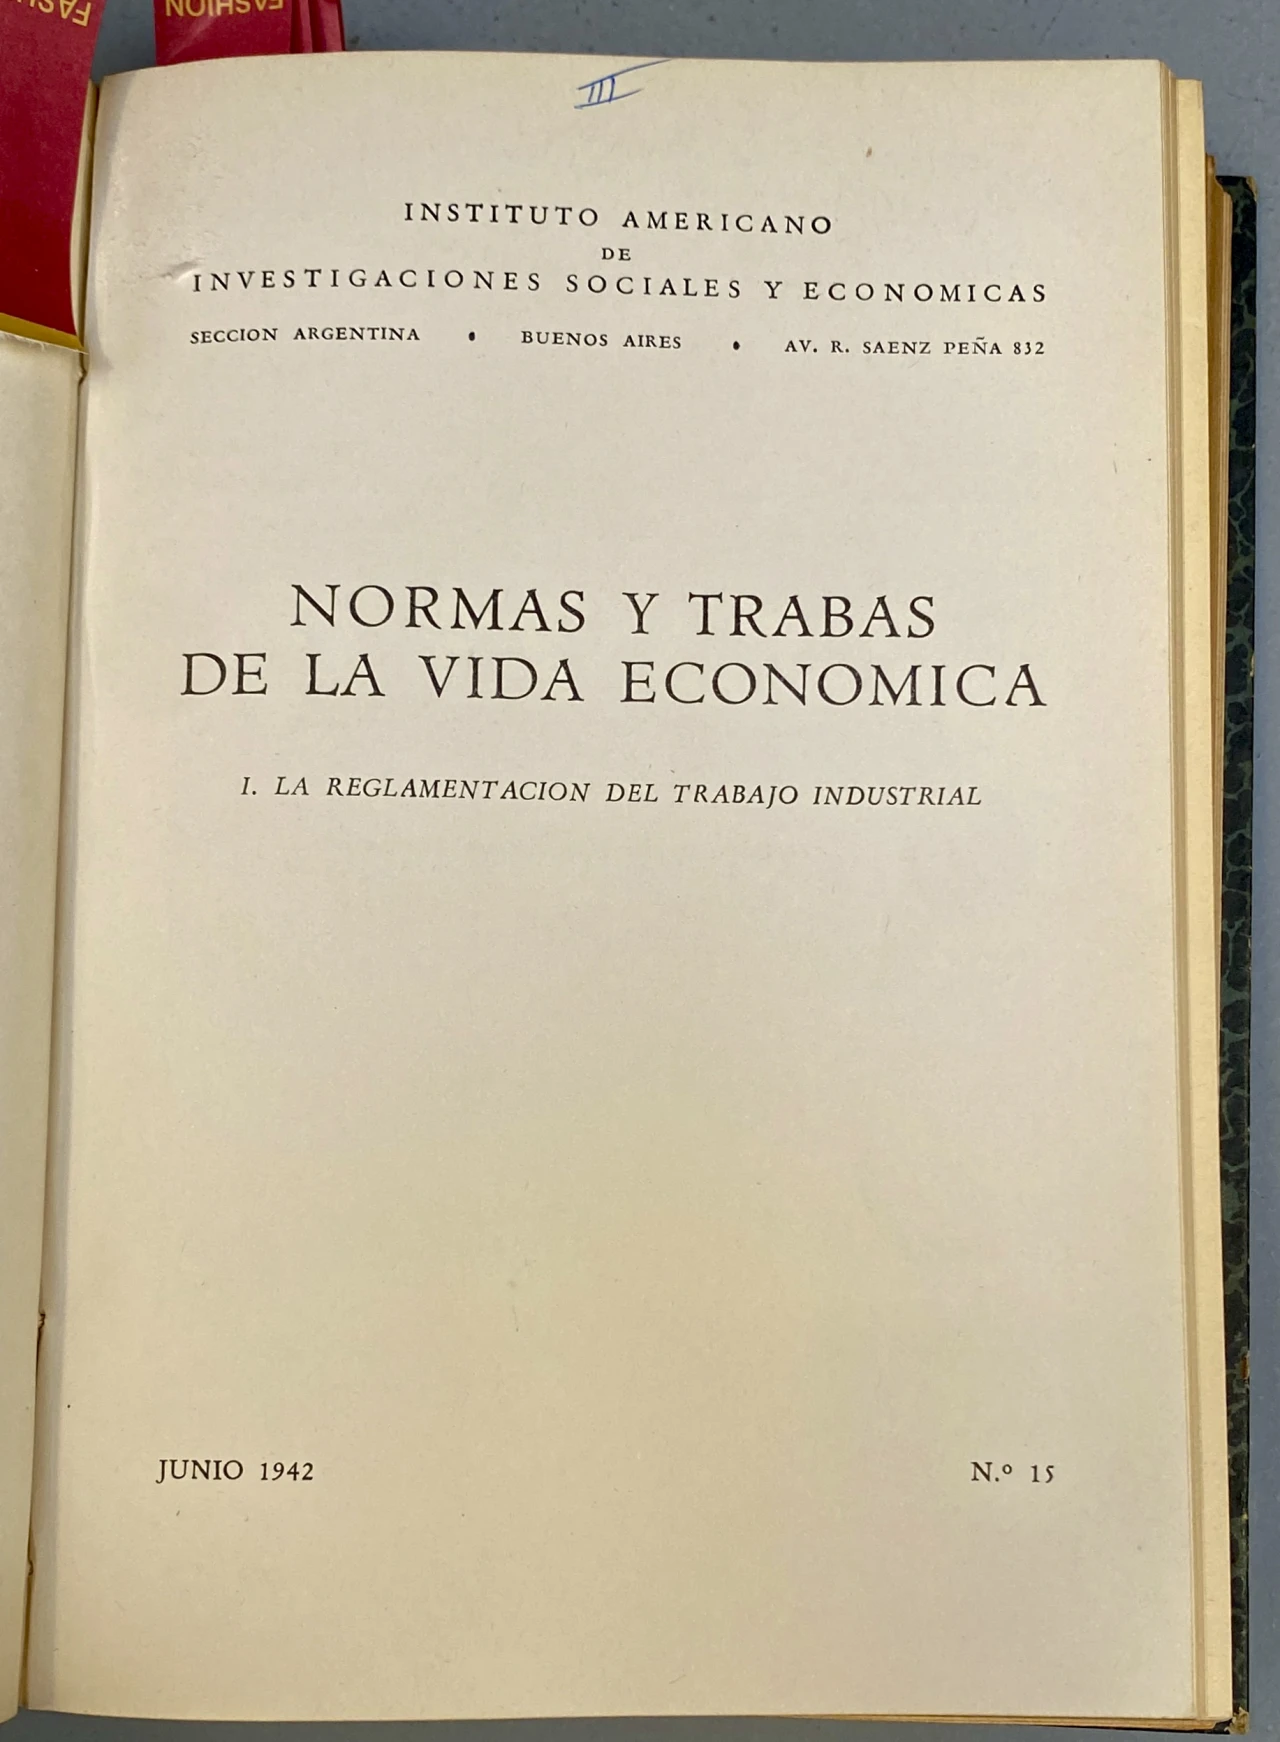 FASHION
III
INSTITUTO AMERICANO
DE
INVESTIGACIONES SOCIALES Y ECONOMICAS
SECCION ARGENTINA • BUENOS AIRES • AV. R. SAENZ PEÑA 832
NORMAS Y TRABAS
DE LA VIDA ECONOMICA
I. LA REGLAMENTACION DEL TRABAJO INDUSTRIAL
JUNIO 1942 N.º 15